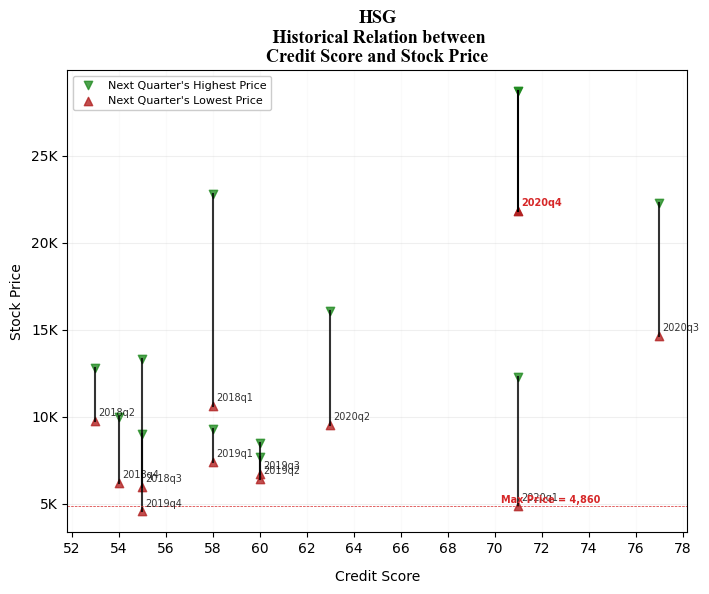 HSG
Historical Relation between
Credit Score and Stock Price
Next Quarter's Highest Price
Next Quarter's Lowest Price
25K
20K
15K
10K
5K
Stock Price
2020q4
2020q3
2018q1
2018q2
2020q2
2019q1
2019q3
2019q2
2018q4
2018q3
2019q4
2020q1
Max Price = 4,860
52 54 56 58 60 62 64 66 68 70 72 74 76 78
Credit Score